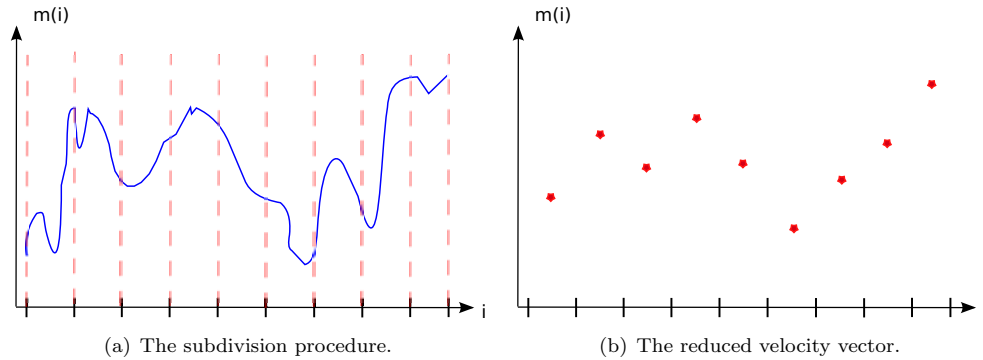 m(i)
m(i)
i
(a) The subdivision procedure.
(b) The reduced velocity vector.